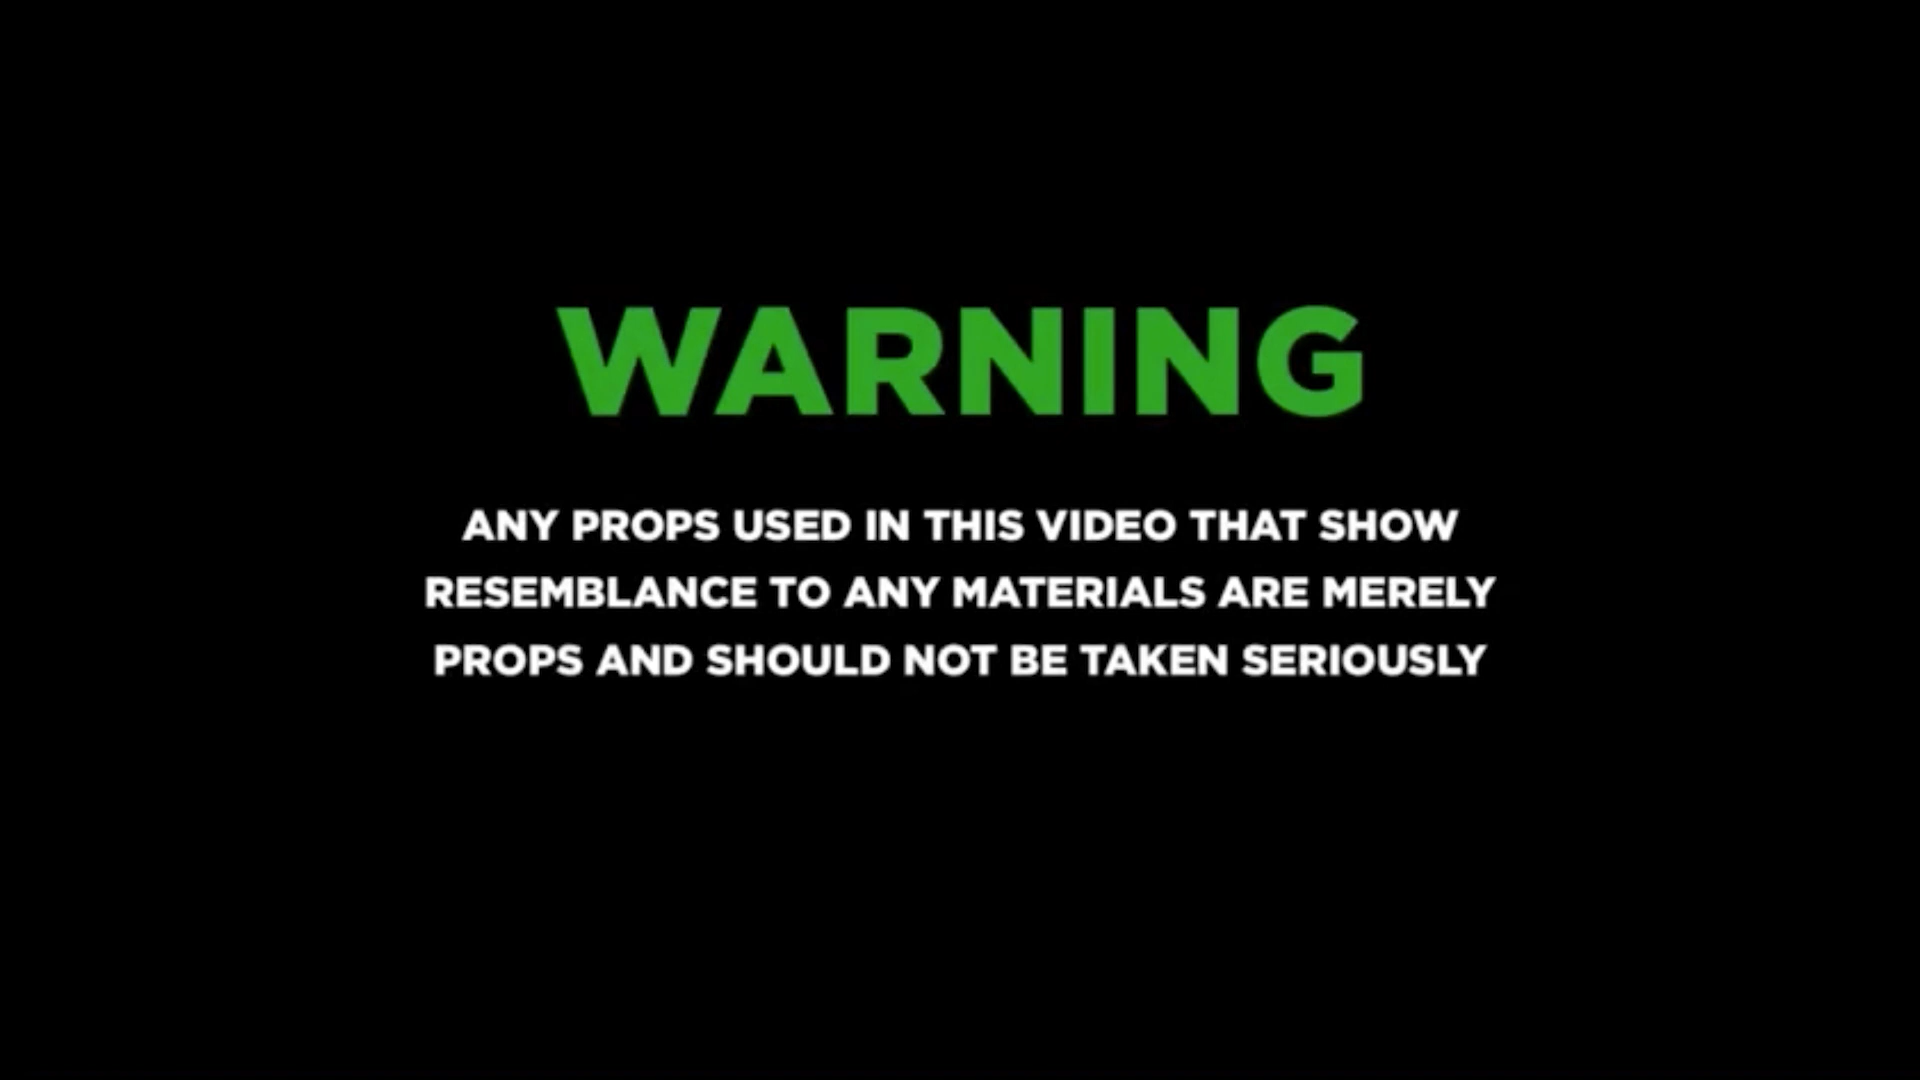 WARNING
ANY PROPS USED IN THIS VIDEO THAT SHOW
RESEMBLANCE TO ANY MATERIALS ARE MERELY
PROPS AND SHOULD NOT BE TAKEN SERIOUSLY